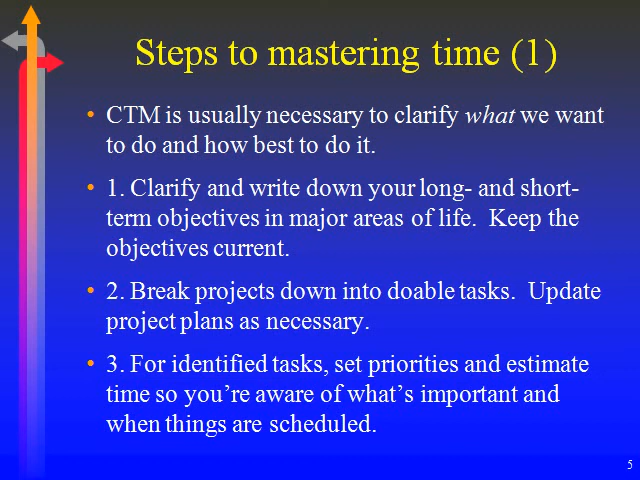 Steps to mastering time (1)
• CTM is usually necessary to clarify what we want
to do and how best to do it.
• 1. Clarify and write down your long- and short-
term objectives in major areas of life.  Keep the
objectives current.
• 2. Break projects down into doable tasks.  Update
project plans as necessary.
• 3. For identified tasks, set priorities and estimate
time so you’re aware of what’s important and
when things are scheduled.
5